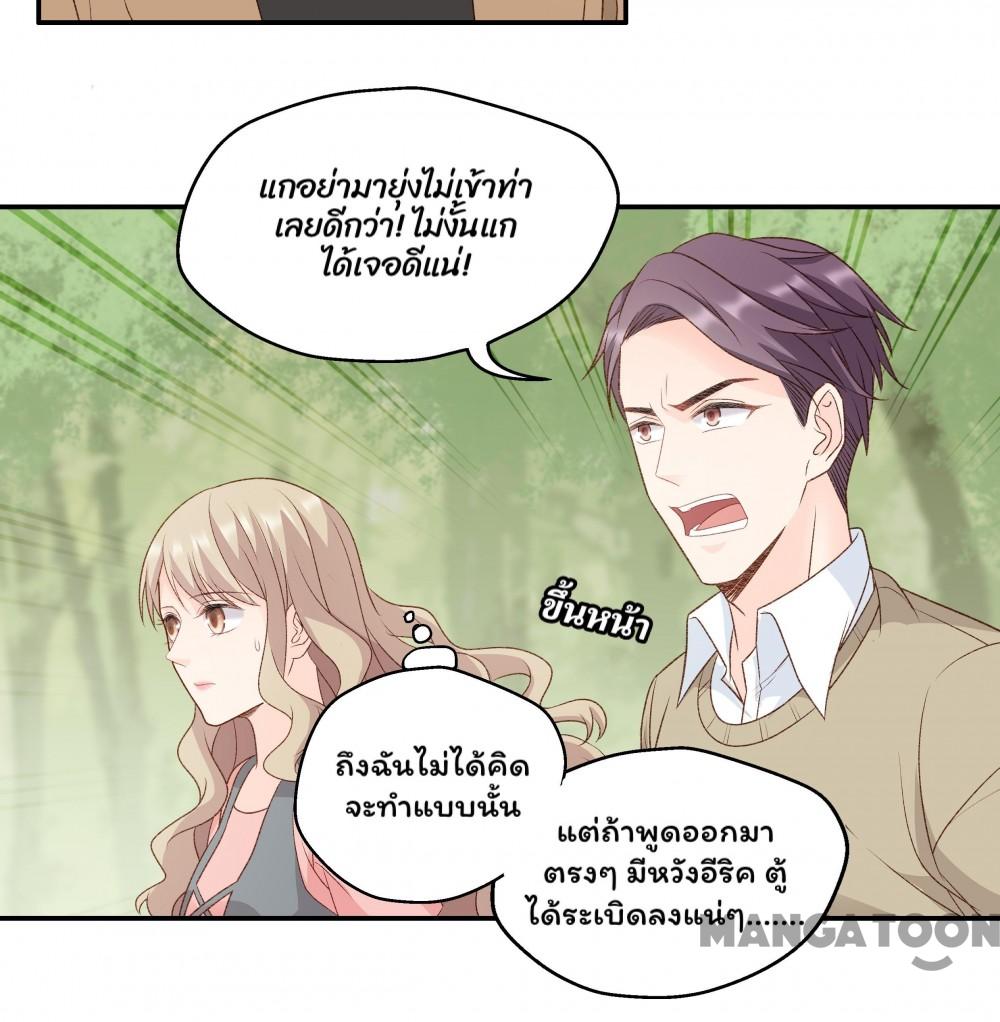 แกอย่ามายุ่งไม่เข้าท่า
เลยดีกว่า! ไม่งั้นแก
ได้เจอดีแน่!
ขึ้นหน้า
ถึงฉันไม่ได้คิด
จะทำแบบนั้น
แต่ถ้าพูดออกมา
ตรงๆ มีหวังอีริค ตู้
ได้ระเบิดลงแน่ๆ.......
MANGATOON